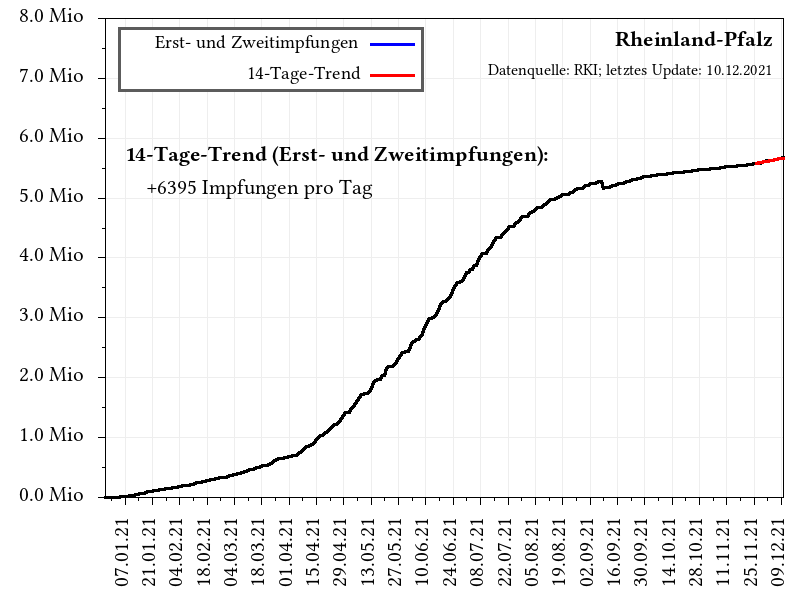 8.0 Mio
7.0 Mio
6.0 Mio
5.0 Mio
4.0 Mio
3.0 Mio
2.0 Mio
1.0 Mio
0.0 Mio
Erst- und Zweitimpfungen
14-Tage-Trend
Rheinland-Pfalz
Datenquelle: RKI; letztes Update: 10.12.2021
14-Tage-Trend (Erst- und Zweitimpfungen):
+6395 Impfungen pro Tag
07.01.21
21.01.21
04.02.21
18.02.21
04.03.21
18.03.21
01.04.21
15.04.21
29.04.21
13.05.21
27.05.21
10.06.21
24.06.21
08.07.21
22.07.21
05.08.21
19.08.21
02.09.21
16.09.21
30.09.21
14.10.21
28.10.21
11.11.21
25.11.21
09.12.21